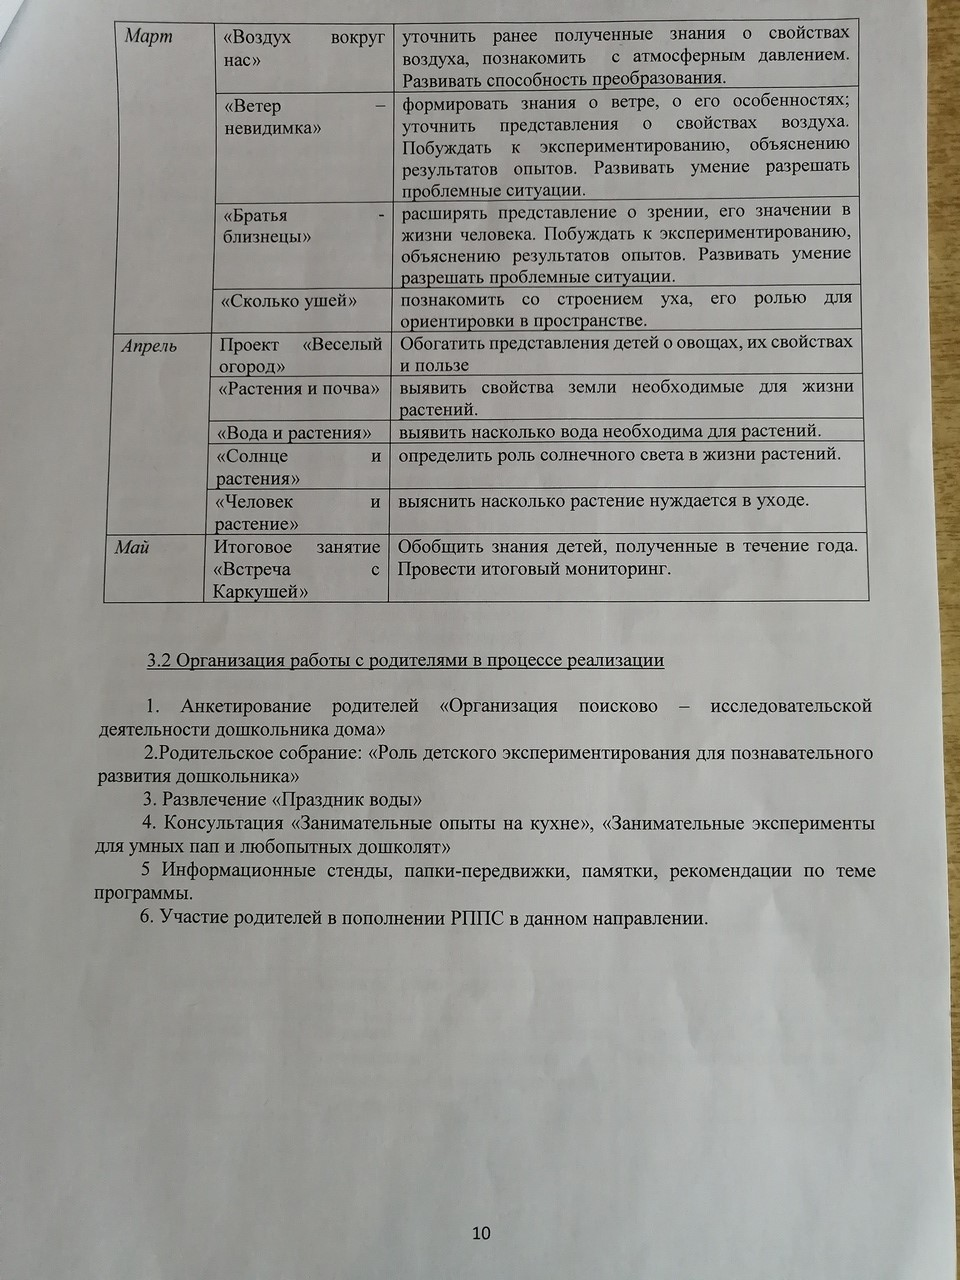 Март
«Воздух вокруг
нас»
уточнить ранее полученные знания о свойствах
воздуха, познакомить с атмосферным давлением.
Развивать способность преобразования.
«Ветер –
невидимка»
формировать знания о ветре, о его особенностях;
уточнить представления о свойствах воздуха.
Побуждать к экспериментированию, объяснению
результатов опытов. Развивать умение разрешать
проблемные ситуации.
«Братья -
близнецы»
расширять представление о зрении, его значении в
жизни человека. Побуждать к экспериментированию,
объяснению результатов опытов. Развивать умение
разрешать проблемные ситуации.
«Сколько ушей»
познакомить со строением уха, его ролью для
ориентировки в пространстве.
Апрель
Проект «Веселый
огород»
Обогатить представления детей о овощах, их свойствах
и пользе
«Растения и почва»
выявить свойства земли необходимые для жизни
растений.
«Вода и растения»
выявить насколько вода необходима для растений.
«Солнце и
растения»
определить роль солнечного света в жизни растений.
«Человек и
растение»
выяснить насколько растение нуждается в уходе.
Май
Итоговое занятие
«Встреча с
Каркушей»
Обобщить знания детей, полученные в течение года.
Провести итоговый мониторинг.
3.2 Организация работы с родителями в процессе реализации
1. Анкетирование родителей «Организация поисково – исследовательской
деятельности дошкольника дома»
2.Родительское собрание: «Роль детского экспериментирования для познавательного
развития дошкольника»
3. Развлечение «Праздник воды»
4. Консультация «Занимательные опыты на кухне», «Занимательные эксперименты
для умных пап и любопытных дошколят»
5 Информационные стенды, папки-передвижки, памятки, рекомендации по теме
программы.
6. Участие родителей в пополнении РППС в данном направлении.
10